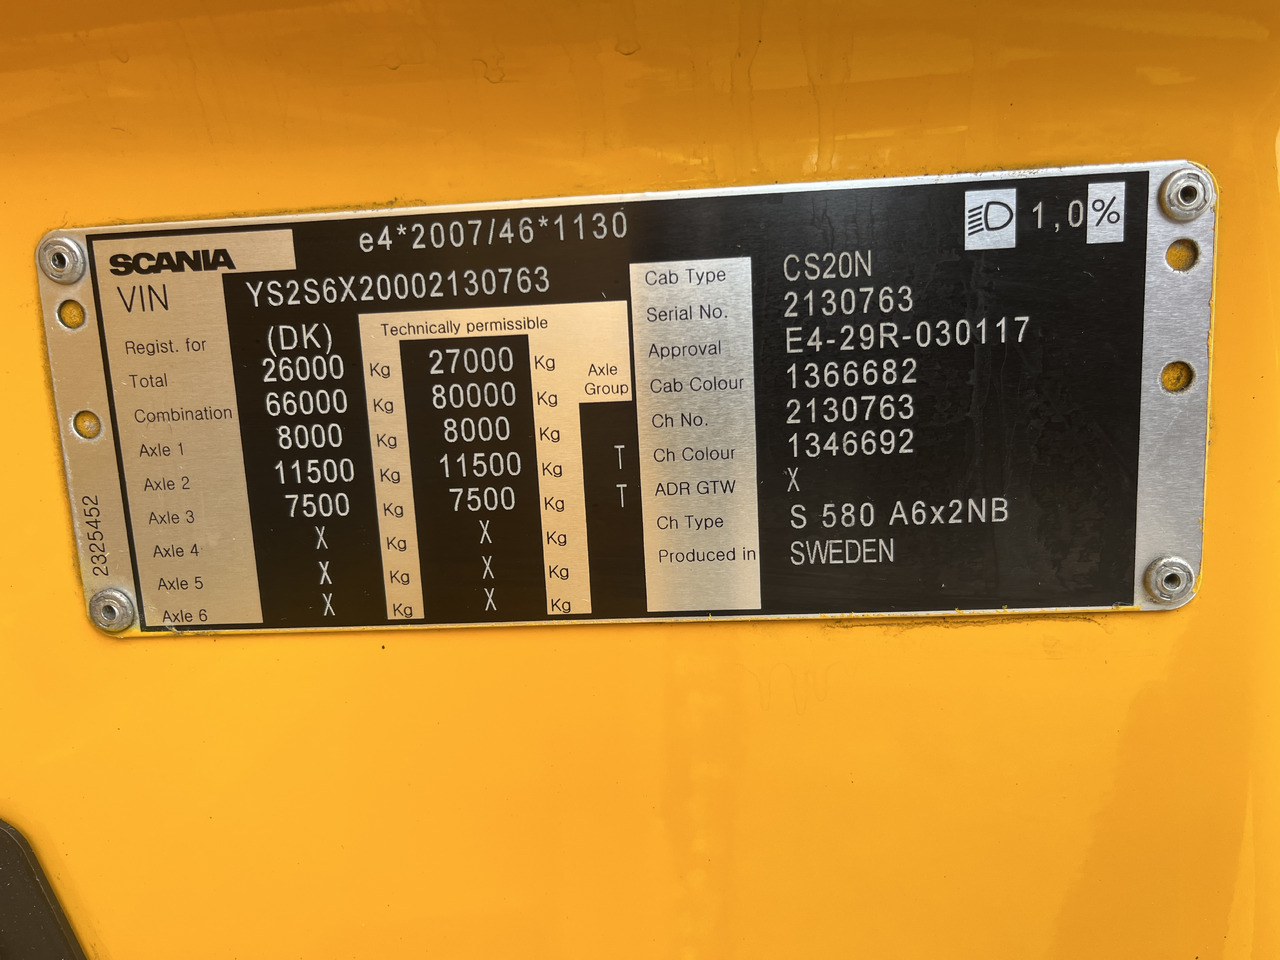 e4*2007/46*1130
1,0%
SCANIA
VIN YS2S6X20002130763
Technically permissible
Regist. for (DK)
Total 26000 Kg 27000 Kg
Combination 66000 Kg 80000 Kg
Axle Group
Axle 1 8000 Kg 8000 Kg
Axle 2 11500 Kg 11500 Kg T
Axle 3 7500 Kg 7500 Kg T
Axle 4 X Kg X Kg
Axle 5 X Kg X Kg
Axle 6 X Kg X Kg
2325452
Cab Type CS20N
Serial No. 2130763
Approval E4-29R-030117
Cab Colour 1366682
Ch No. 2130763
Ch Colour 1346692
ADR GTW X
Ch Type S 580 A6x2NB
Produced in SWEDEN